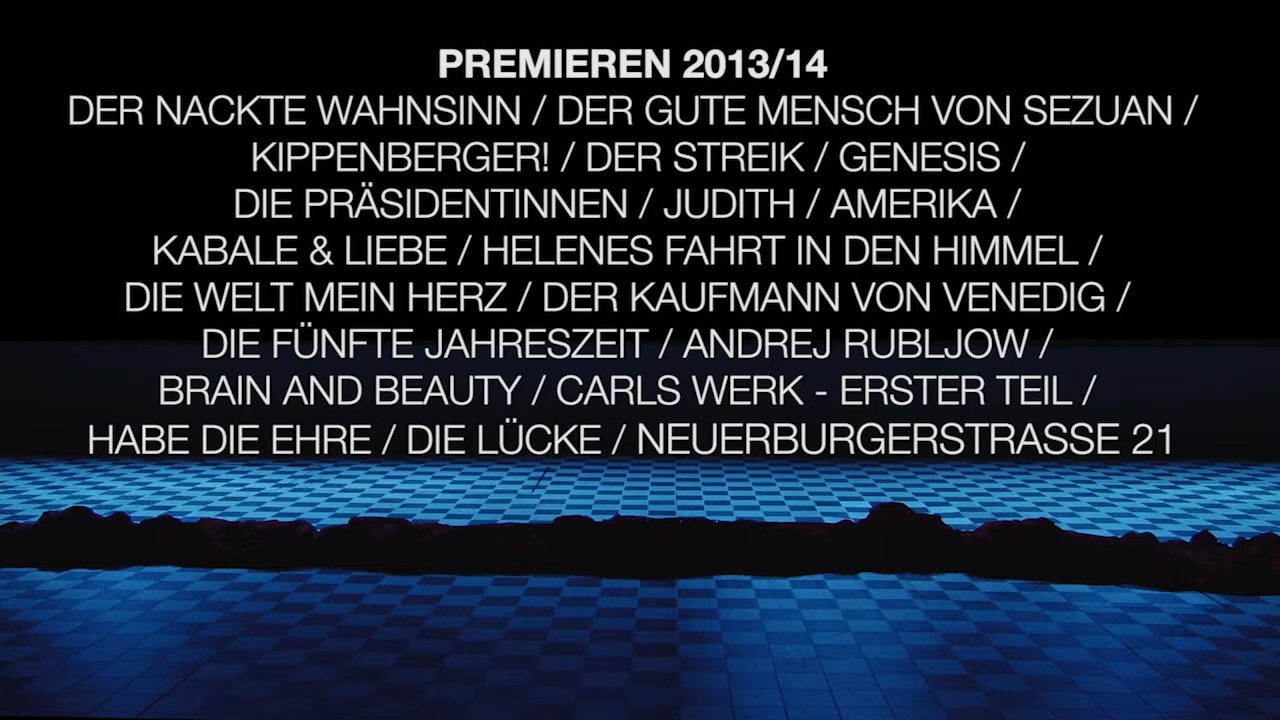 PREMIEREN 2013/14
DER NACKTE WAHNSINN / DER GUTE MENSCH VON SEZUAN /
KIPPENBERGER! / DER STREIK / GENESIS /
DIE PRÄSIDENTINNEN / JUDITH / AMERIKA /
KABALE & LIEBE / HELENES FAHRT IN DEN HIMMEL /
DIE WELT MEIN HERZ / DER KAUFMANN VON VENEDIG /
DIE FÜNFTE JAHRESZEIT / ANDREJ RUBLJOW /
BRAIN AND BEAUTY / CARLS WERK - ERSTER TEIL /
HABE DIE EHRE / DIE LÜCKE / NEUERBURGERSTRASSE 21